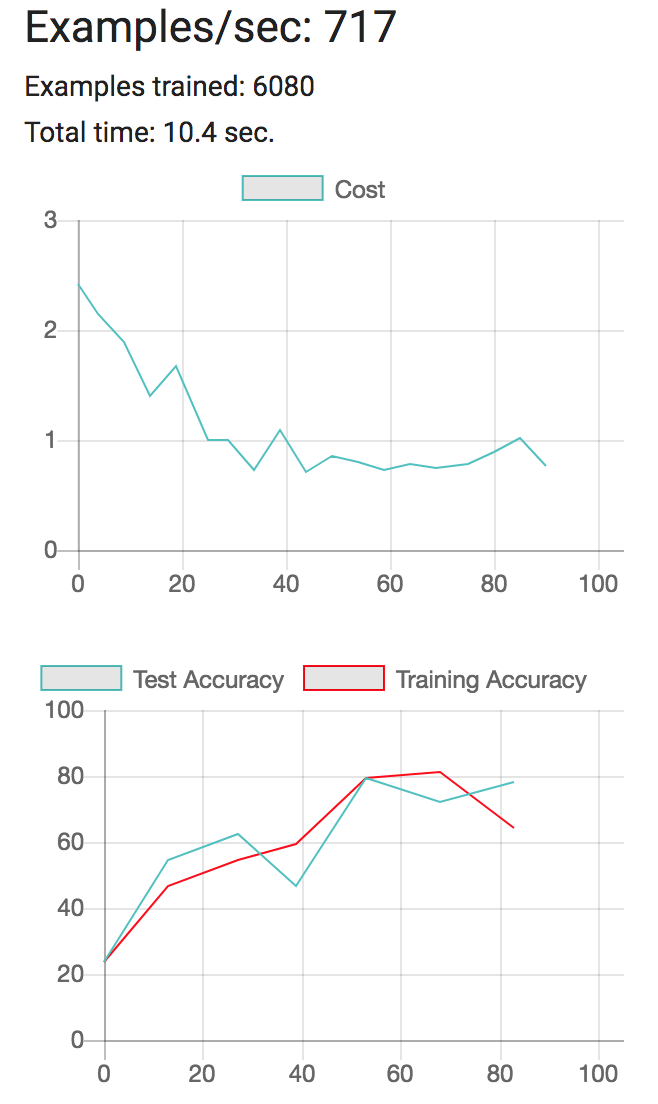 Examples/sec: 717
Examples trained: 6080
Total time: 10.4 sec.
Cost
3
2
1
0
0 20 40 60 80 100
Test Accuracy Training Accuracy
100
80
60
40
20
0
0 20 40 60 80 100